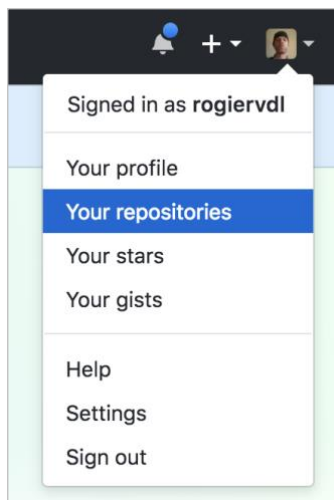 Signed in as rogiervdl
Your profile
Your repositories
Your stars
Your gists
Help
Settings
Sign out